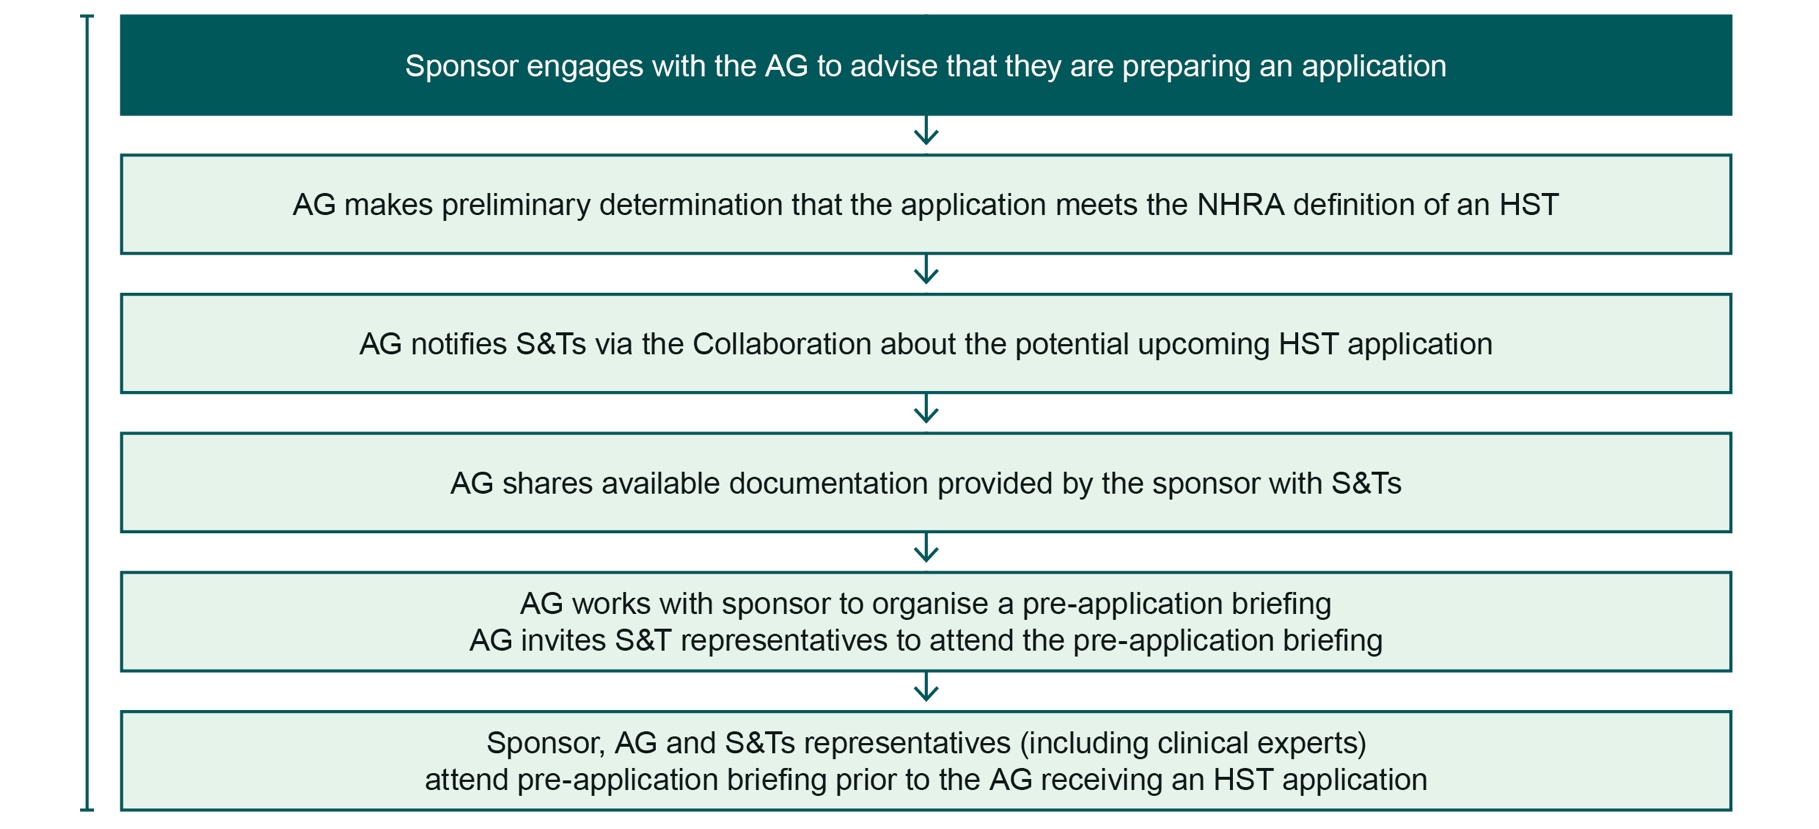 Sponsor engages with the AG to advise that they are preparing an application
AG makes preliminary determination that the application meets the NHRA definition of an HST
AG notifies S&Ts via the Collaboration about the potential upcoming HST application
AG shares available documentation provided by the sponsor with S&Ts
AG works with sponsor to organise a pre-application briefing
AG invites S&T representatives to attend the pre-application briefing
Sponsor, AG and S&Ts representatives (including clinical experts)
attend pre-application briefing prior to the AG receiving an HST application